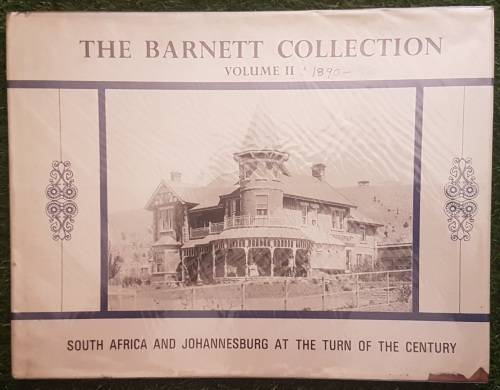 THE BARNETT COLLECTION
VOLUME II : 1890 -
SOUTH AFRICA AND JOHANNESBURG AT THE TURN OF THE CENTURY